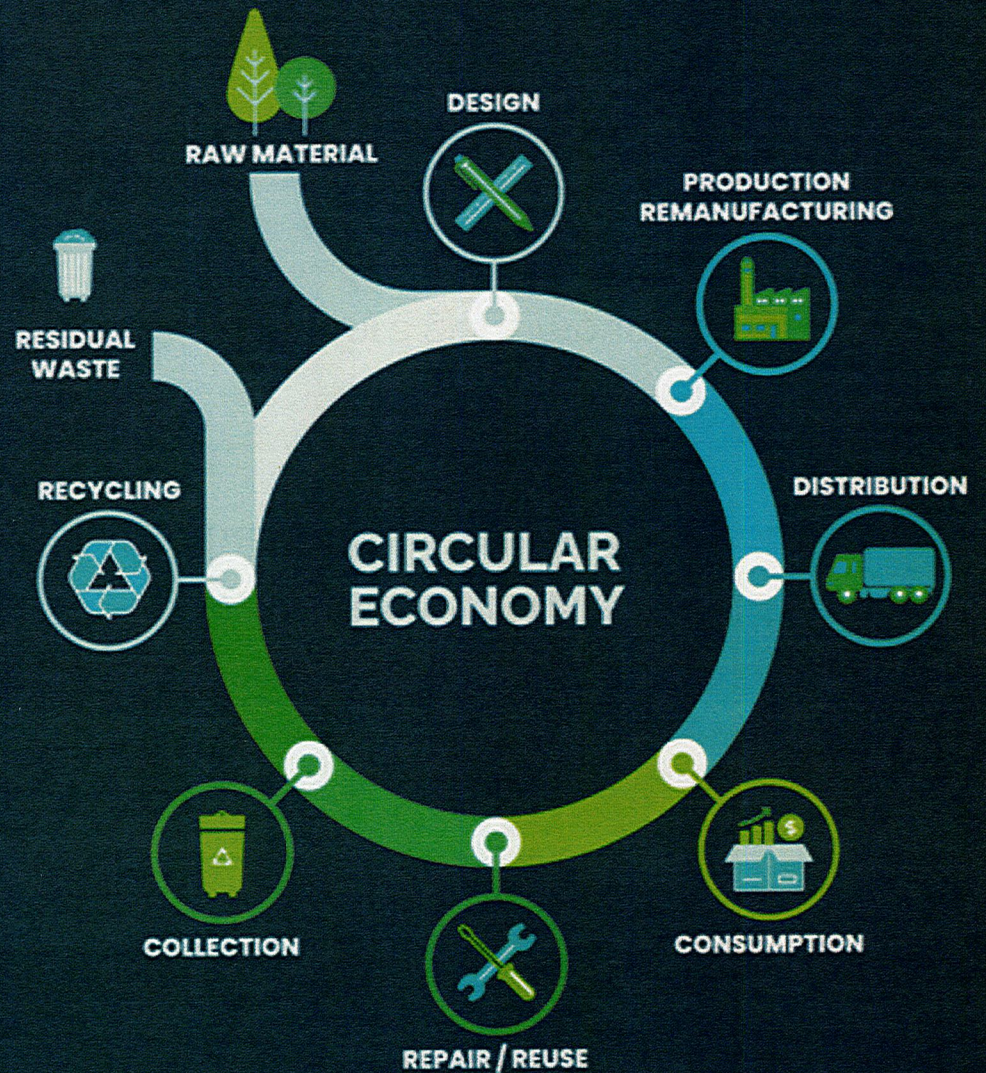 RAW MATERIAL
DESIGN
PRODUCTION
REMANUFACTURING
DISTRIBUTION
CONSUMPTION
REPAIR / REUSE
COLLECTION
RECYCLING
RESIDUAL
WASTE
CIRCULAR
ECONOMY